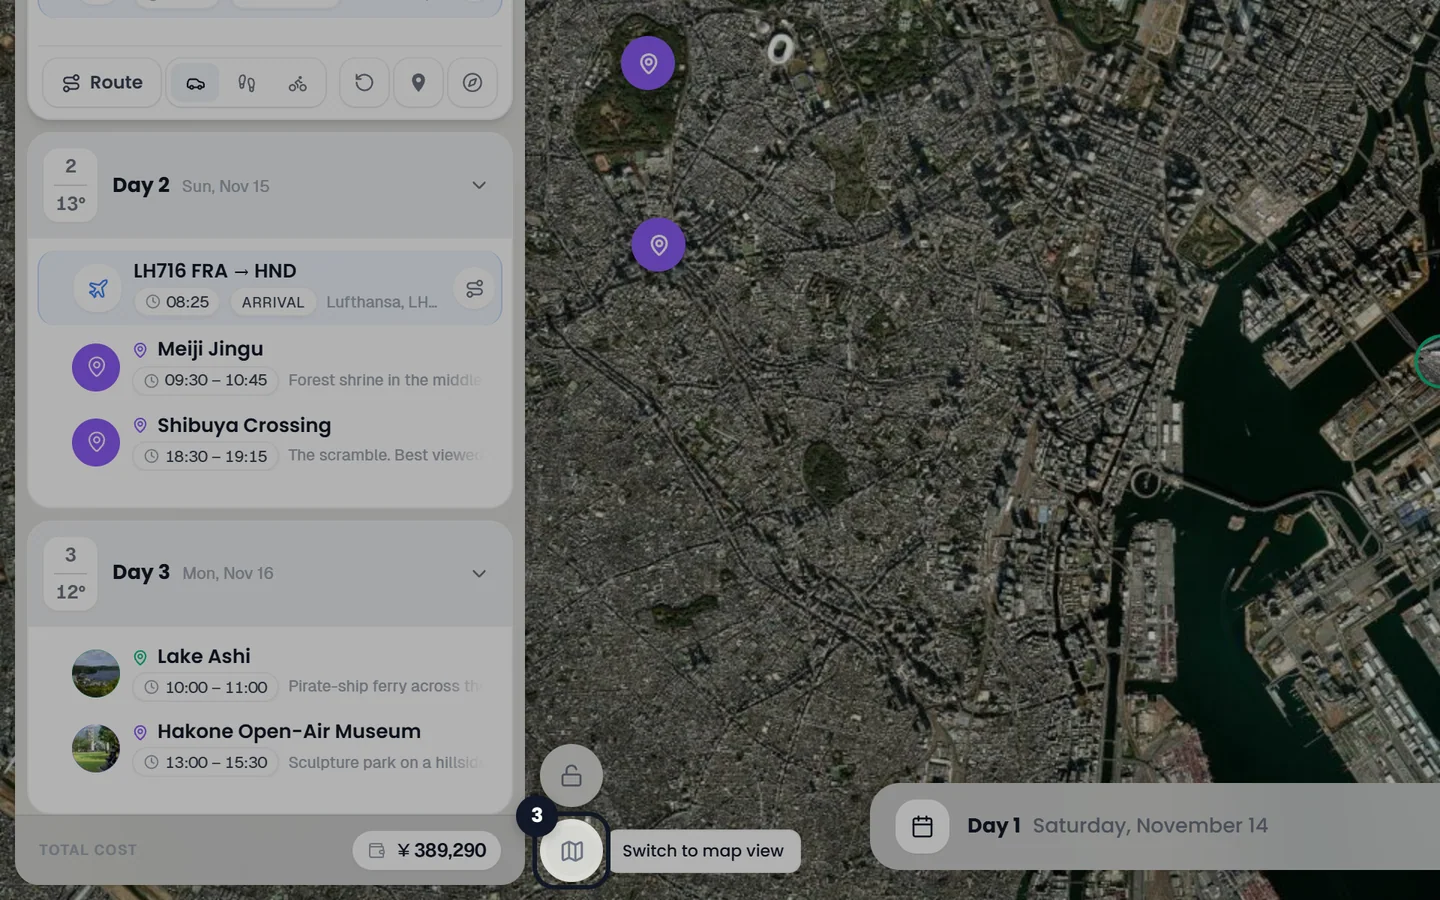 Route
2
13°
Day 2 Sun, Nov 15
LH716 FRA → HND
08:25 ARRIVAL Lufthansa, LH...
Meiji Jingu
09:30 – 10:45 Forest shrine in the middle
Shibuya Crossing
18:30 – 19:15 The scramble. Best viewed
3
12°
Day 3 Mon, Nov 16
Lake Ashi
10:00 – 11:00 Pirate-ship ferry across th
Hakone Open-Air Museum
13:00 – 15:30 Sculpture park on a hillsid
TOTAL COST ¥ 389,290
3
Switch to map view
Day 1 Saturday, November 14